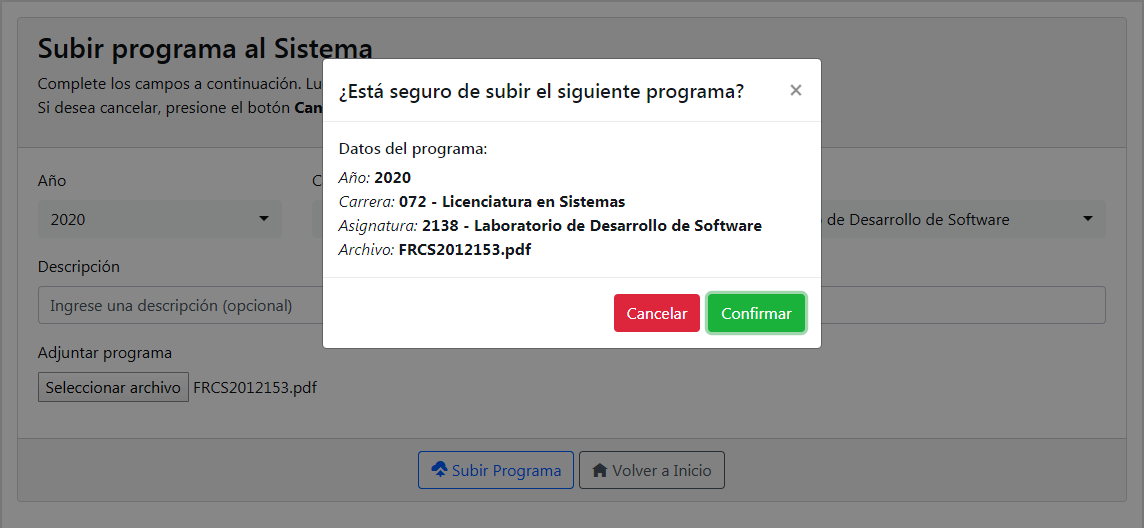 Subir programa al Sistema
Complete los campos a continuación. Lu
Si desea cancelar, presione el botón Can
¿Está seguro de subir el siguiente programa?
×
Datos del programa:
Año: 2020
Carrera: 072 - Licenciatura en Sistemas
Asignatura: 2138 - Laboratorio de Desarrollo de Software
Archivo: FRCS2012153.pdf
Cancelar Confirmar
Año C
2020 de Desarrollo de Software
Descripción
Ingrese una descripción (opcional)
Adjuntar programa
Seleccionar archivo FRCS2012153.pdf
Subir Programa Volver a Inicio